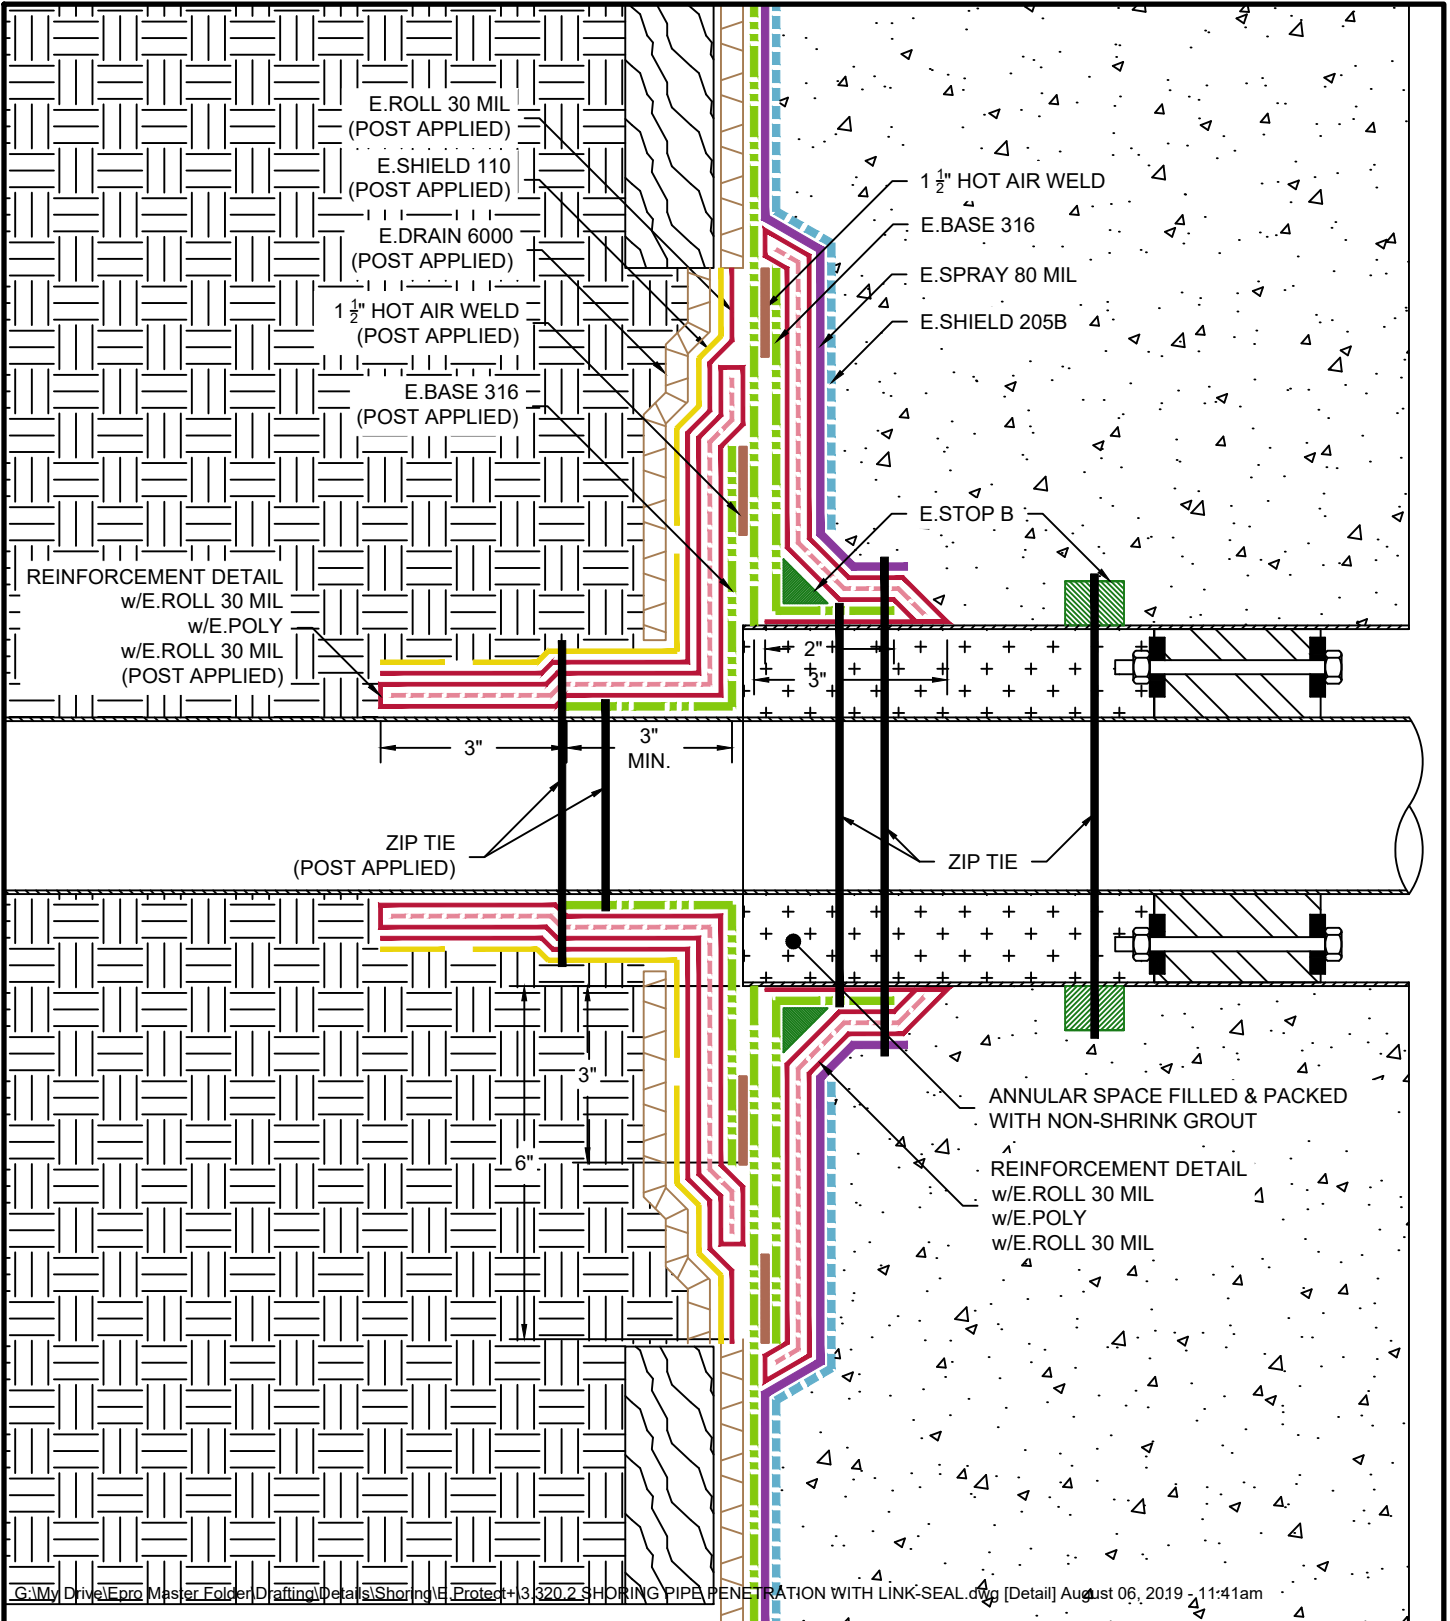 E.ROLL 30 MIL
(POST APPLIED)
E.SHIELD 110
(POST APPLIED)
E.DRAIN 6000
(POST APPLIED)
1 1/2" HOT AIR WELD
(POST APPLIED)
E.BASE 316
(POST APPLIED)
1 1/2" HOT AIR WELD
E.BASE 316
E.SPRAY 80 MIL
E.SHIELD 205B
E.STOP B
REINFORCEMENT DETAIL
w/E.ROLL 30 MIL
w/E.POLY
w/E.ROLL 30 MIL
(POST APPLIED)
2"
3"
3"
3"
MIN.
ZIP TIE
(POST APPLIED)
ZIP TIE
3"
6"
ANNULAR SPACE FILLED & PACKED
WITH NON-SHRINK GROUT
REINFORCEMENT DETAIL
w/E.ROLL 30 MIL
w/E.POLY
w/E.ROLL 30 MIL
G:\My Drive\Epro Master Folder\Drafting\Details\Shoring\E.Protect+\3.320.2 SHORING PIPE PENETRATION WITH LINK-SEAL.dwg [Detail] August 06, 2019 - 11:41am